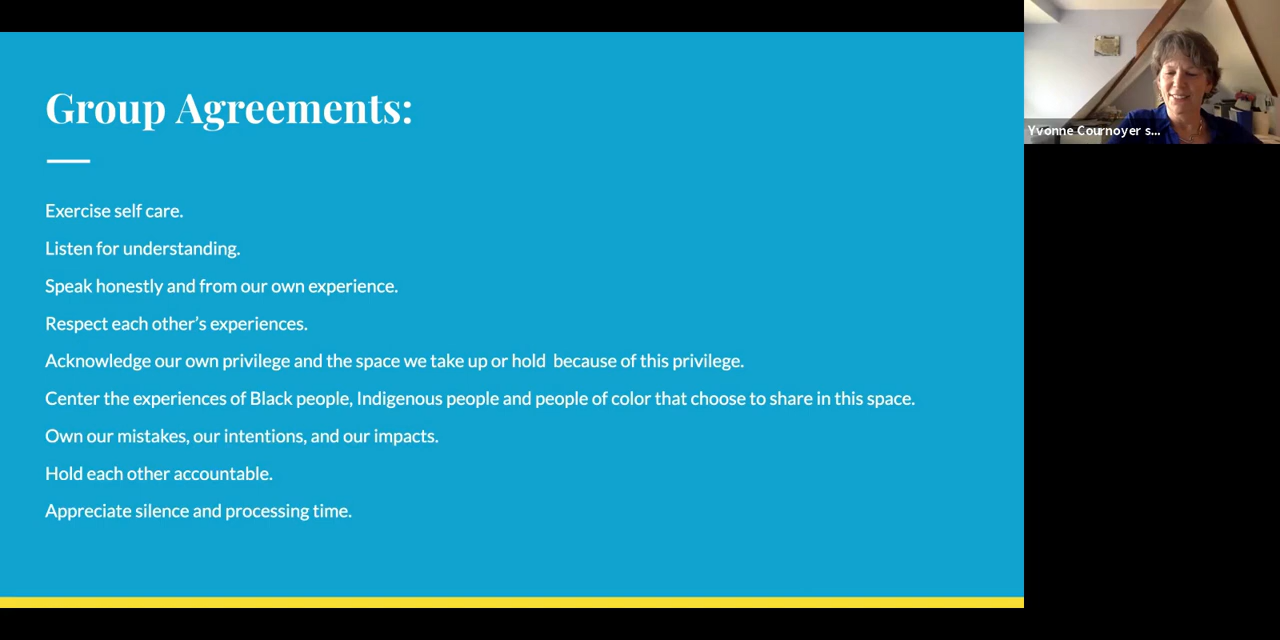 Group Agreements:
Exercise self care.
Listen for understanding.
Speak honestly and from our own experience.
Respect each other’s experiences.
Acknowledge our own privilege and the space we take up or hold  because of this privilege.
Center the experiences of Black people, Indigenous people and people of color that choose to share in this space.
Own our mistakes, our intentions, and our impacts.
Hold each other accountable.
Appreciate silence and processing time.
Yvonne Cournoyer s...